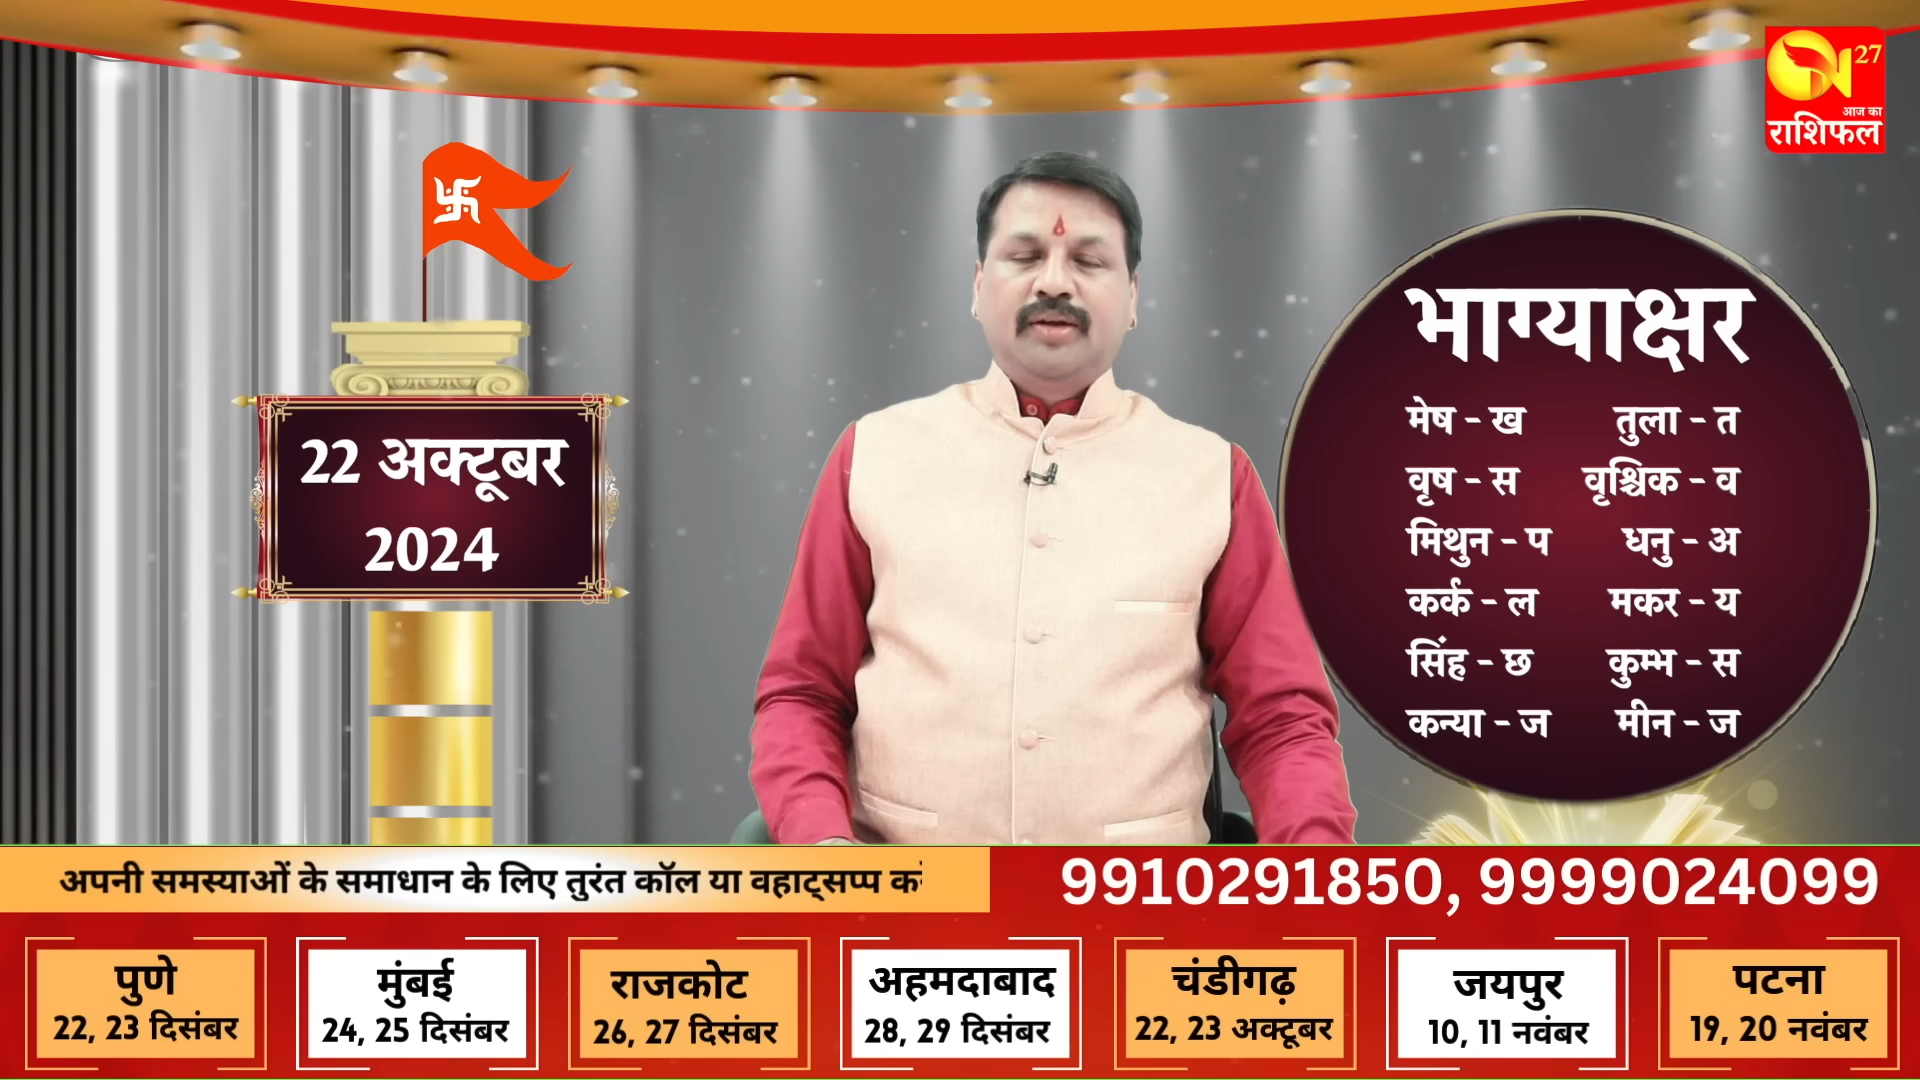 27
आज का
राशिफल
22 अक्टूबर
2024
भाग्याक्षर
मेष - ख
वृष - स
मिथुन - प
कर्क - ल
सिंह - छ
कन्या - ज
तुला - त
वृश्चिक - व
धनु - अ
मकर - य
कुम्भ - स
मीन - ज
अपनी समस्याओं के समाधान के लिए तुरंत कॉल या वहाट्सप्प
9910291850, 9999024099
पुणे
22, 23 दिसंबर
मुंबई
24, 25 दिसंबर
राजकोट
26, 27 दिसंबर
अहमदाबाद
28, 29 दिसंबर
चंडीगढ़
22, 23 अक्टूबर
जयपुर
10, 11 नवंबर
पटना
19, 20 नवंबर